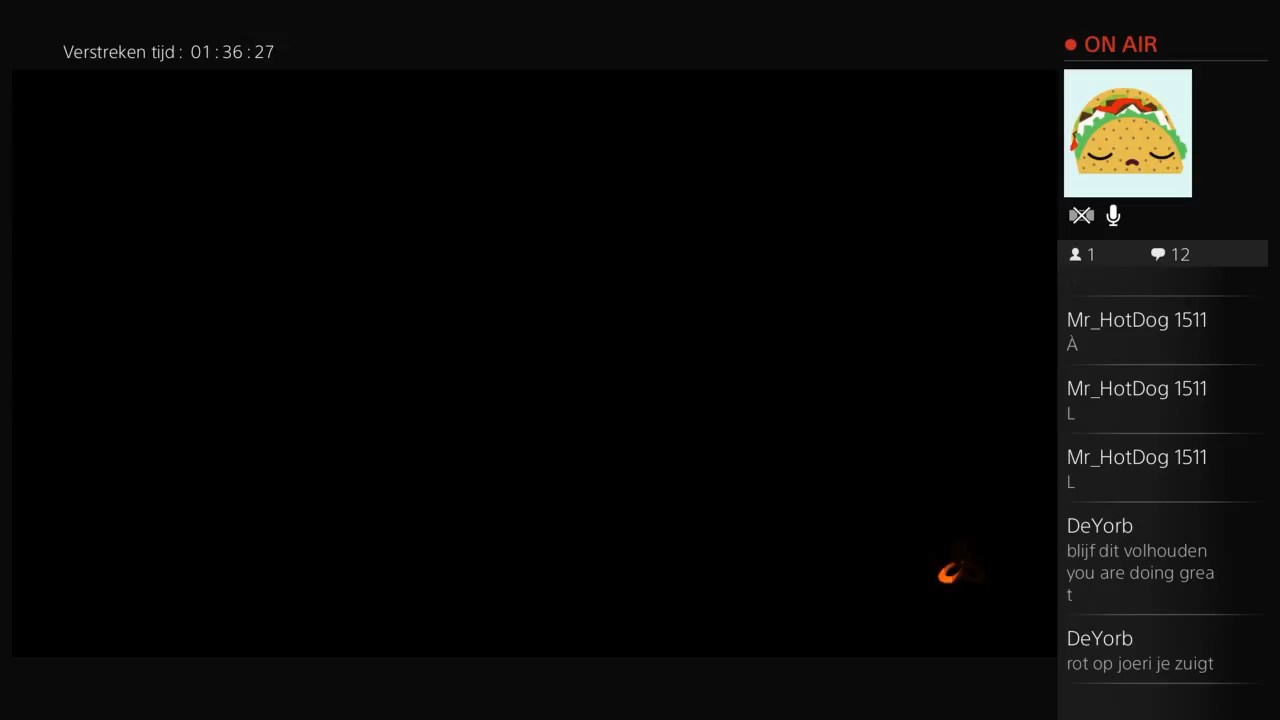 Verstreken tijd : 01 : 36 : 27
ON AIR
1
12
Mr_HotDog 1511
À
Mr_HotDog 1511
L
Mr_HotDog 1511
L
DeYorb
blijf dit volhouden
you are doing grea
t
DeYorb
rot op joeri je zuigt